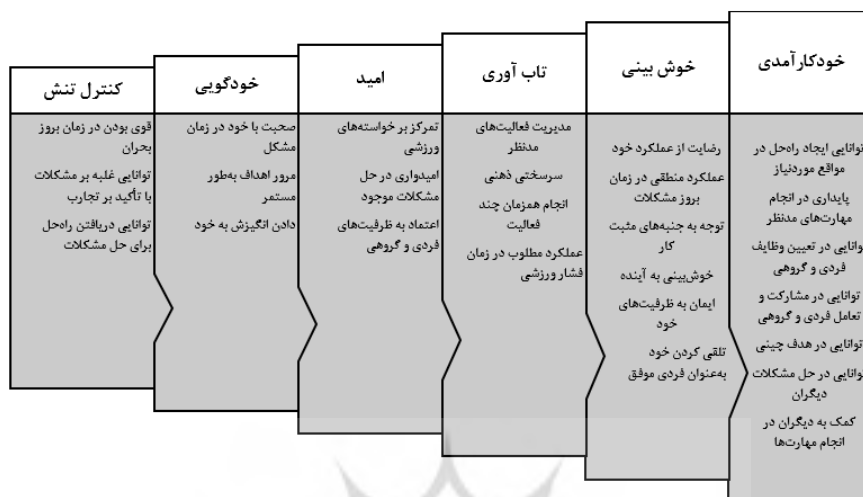 خودکارآمدی
توانایی ایجاد راه‌حل در
مواقع موردنیاز
پایداری در انجام
مهارت‌های مدنظر
توانایی در تعیین وظایف
فردی و گروهی
توانایی در مشارکت و
تعامل فردی و گروهی
توانایی در هدف چینی
توانایی در حل مشکلات
دیگران
کمک به دیگران در
انجام مهارت‌ها
خوش بینی
رضایت از عملکرد خود
عملکرد منطقی در زمان
بروز مشکلات
توجه به جنبه‌های مثبت
کار
خوش‌بینی به آینده
ایمان به ظرفیت‌های
خود
تلقی کردن خود
به‌عنوان فردی موفق
تاب آوری
مدیریت فعالیت‌های
مدنظر
سرسختی ذهنی
انجام همزمان چند
فعالیت
عملکرد مطلوب در زمان
فشار ورزشی
امید
تمرکز بر خواسته‌های
ورزشی
امیدواری در حل
مشکلات موجود
اعتماد به ظرفیت‌های
فردی و گروهی
خودگویی
صحبت با خود در زمان
مشکل
مرور اهداف به‌طور
مستمر
دادن انگیزش به خود
کنترل تنش
قوی بودن در زمان بروز
بحران
توانایی غلبه بر مشکلات
با تأکید بر تجارب
توانایی دریافتن راه‌حل
برای حل مشکلات